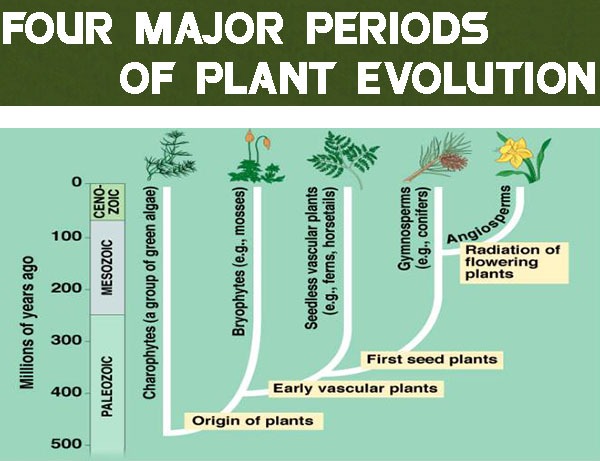 FOUR MAJOR PERIODS
OF PLANT EVOLUTION
Millions of years ago
0
100
200
300
400
500
CENO-
ZOIC
MESOZOIC
PALEOZOIC
Charophytes (a group of green algae)
Bryophytes (e.g., mosses)
Seedless vascular plants
(e.g., ferns, horsetails)
Gymnosperms
(e.g., conifers)
Angiosperms
Radiation of
flowering
plants
First seed plants
Early vascular plants
Origin of plants